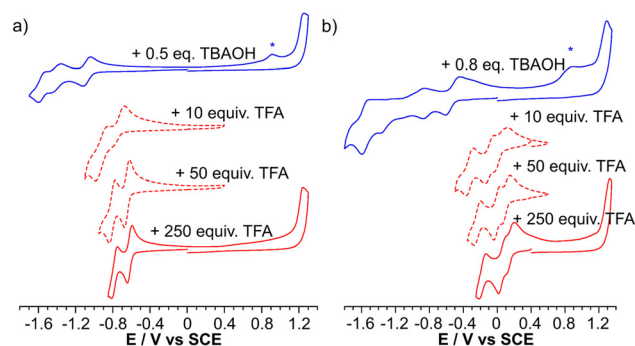 a)
+ 0.5 eq. TBAOH
*
+ 10 equiv. TFA
+ 50 equiv. TFA
+ 250 equiv. TFA
-1.6 -1.2 -0.8 -0.4 0 0.4 0.8 1.2
E / V vs SCE
b)
+ 0.8 eq. TBAOH
*
+ 10 equiv. TFA
+ 50 equiv. TFA
+ 250 equiv. TFA
-1.6 -1.2 -0.8 -0.4 0 0.4 0.8 1.2
E / V vs SCE